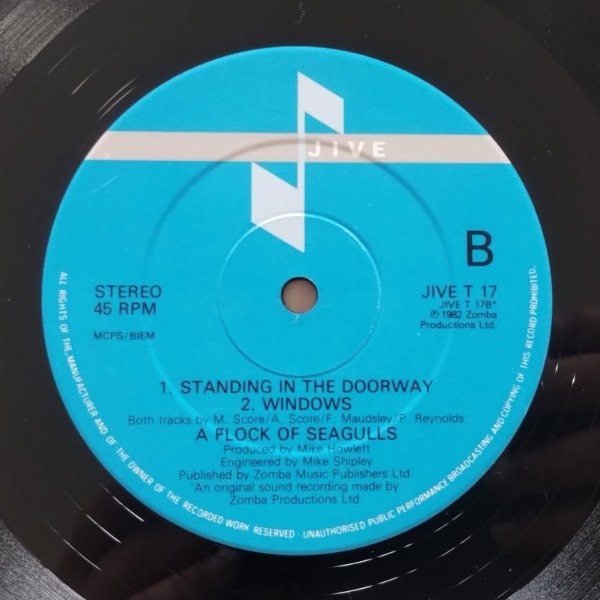 JIVE
B
STEREO
45 RPM
MCPS/BIEM
JIVE T 17
JIVE T 17B*
℗ 1982 Zomba
Productions Ltd.
1. STANDING IN THE DOORWAY
2. WINDOWS
Both tracks by M. Score/A. Score/F. Maudsley/P. Reynolds
A FLOCK OF SEAGULLS
Produced by Mike Howlett
Engineered by Mike Shipley
Published by Zomba Music Publishers Ltd.
An original sound recording made by
Zomba Productions Ltd.
ALL RIGHTS OF THE MANUFACTURER AND OF THE OWNER OF THE RECORDED WORK RESERVED · UNAUTHORISED PUBLIC PERFORMANCE BROADCASTING AND COPYING OF THIS RECORD PROHIBITED.